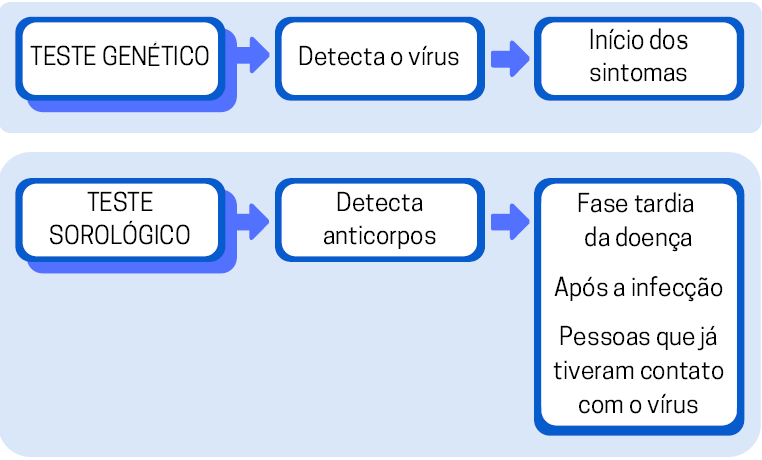 TESTE GENÉTICO
Detecta o vírus
Início dos
sintomas
TESTE
SOROLÓGICO
Detecta
anticorpos
Fase tardia
da doença
Após a infecção
Pessoas que já
tiveram contato
com o vírus